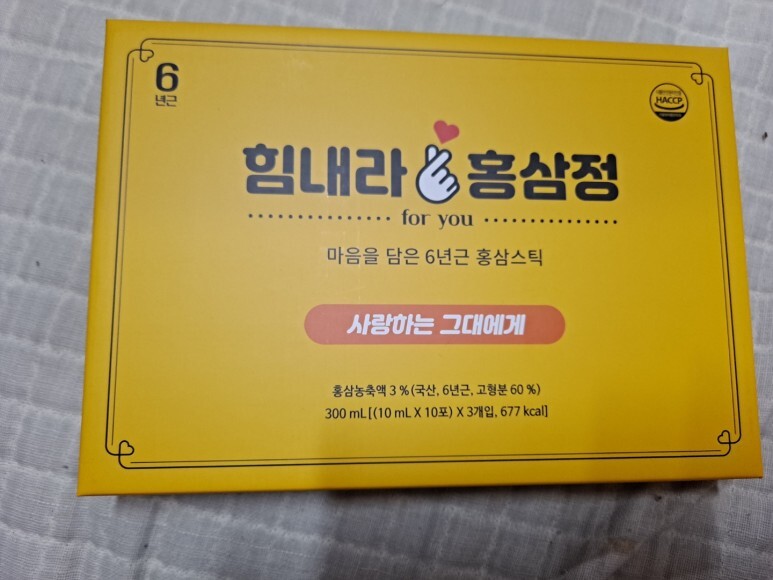 6
년근
HACCP
힘내라 홍삼정
for you
마음을 담은 6년근 홍삼스틱
사랑하는 그대에게
홍삼농축액 3 % (국산, 6년근, 고형분 60 %)
300 mL[(10 mL X 10포) X 3개입, 677 kcal]